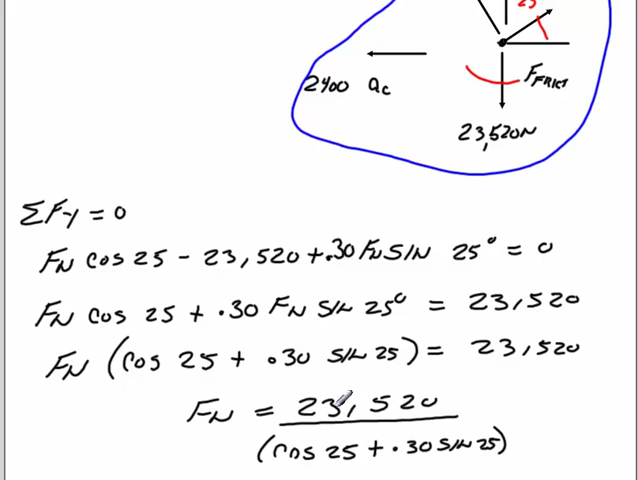 25
2400 ac
FFRICT
23,520N
ΣFy = 0
FN cos 25 - 23,520 + .30 FN SIN 25° = 0
FN cos 25 + .30 FN SIN 25° = 23,520
FN (cos 25 + .30 SIN 25) = 23,520
FN = 23,520
(cos 25 + .30 SIN 25)